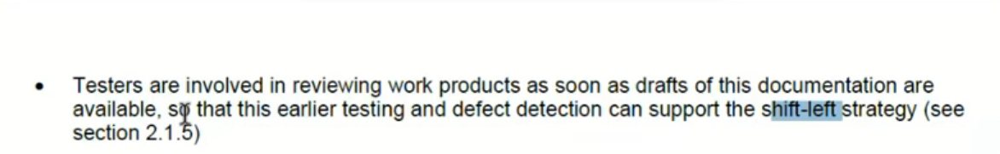 • Testers are involved in reviewing work products as soon as drafts of this documentation are
available, so that this earlier testing and defect detection can support the shift-left strategy (see
section 2.1.5)